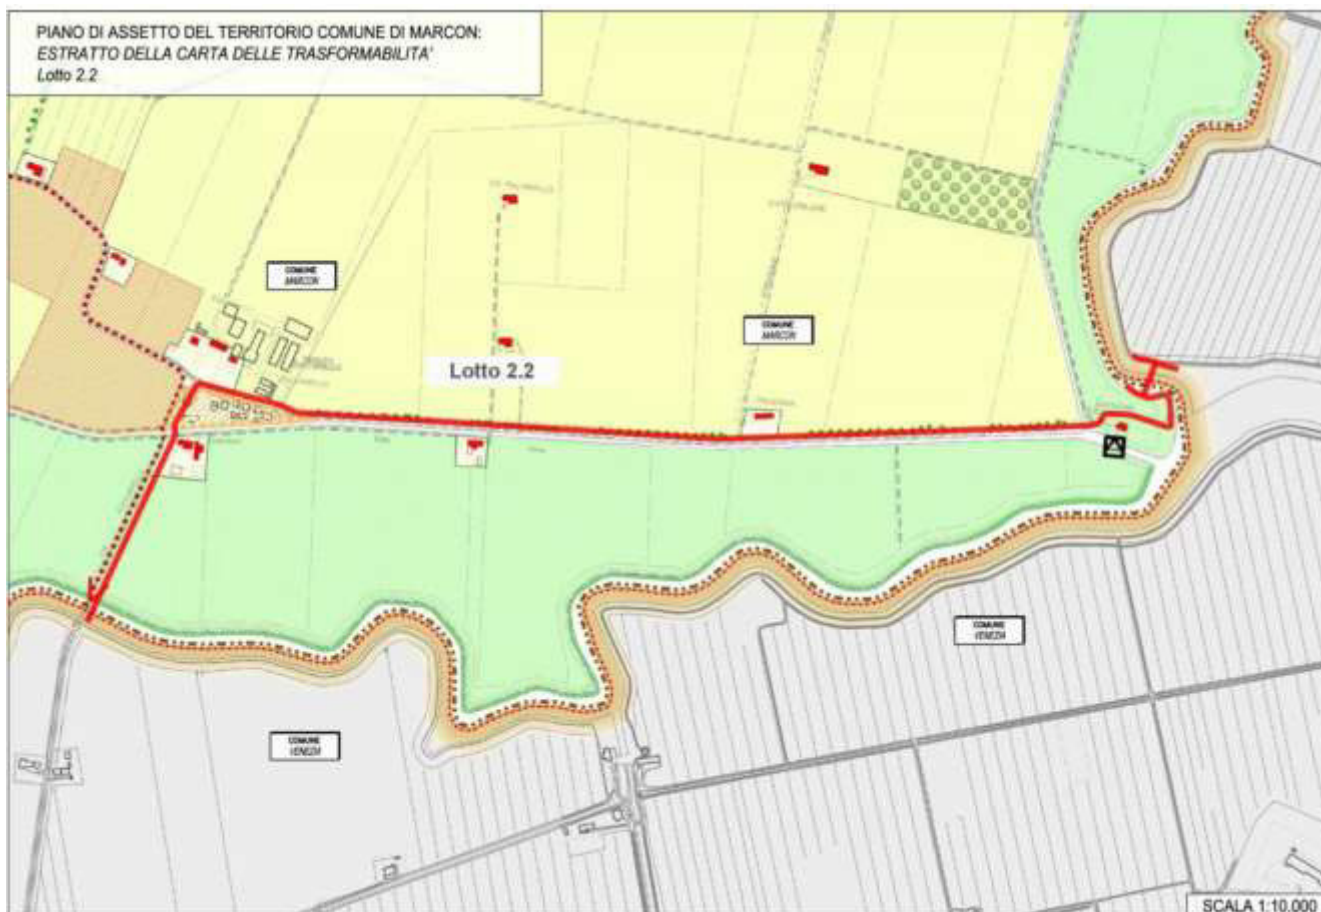 PIANO DI ASSETTO DEL TERRITORIO COMUNE DI MARCON:
ESTRATTO DELLA CARTA DELLE TRASFORMABILITA'
Lotto 2.2
COMUNE
MARCON
COMUNE
MARCON
Lotto 2.2
COMUNE
VENEZIA
COMUNE
VENEZIA
SCALA 1:10.000